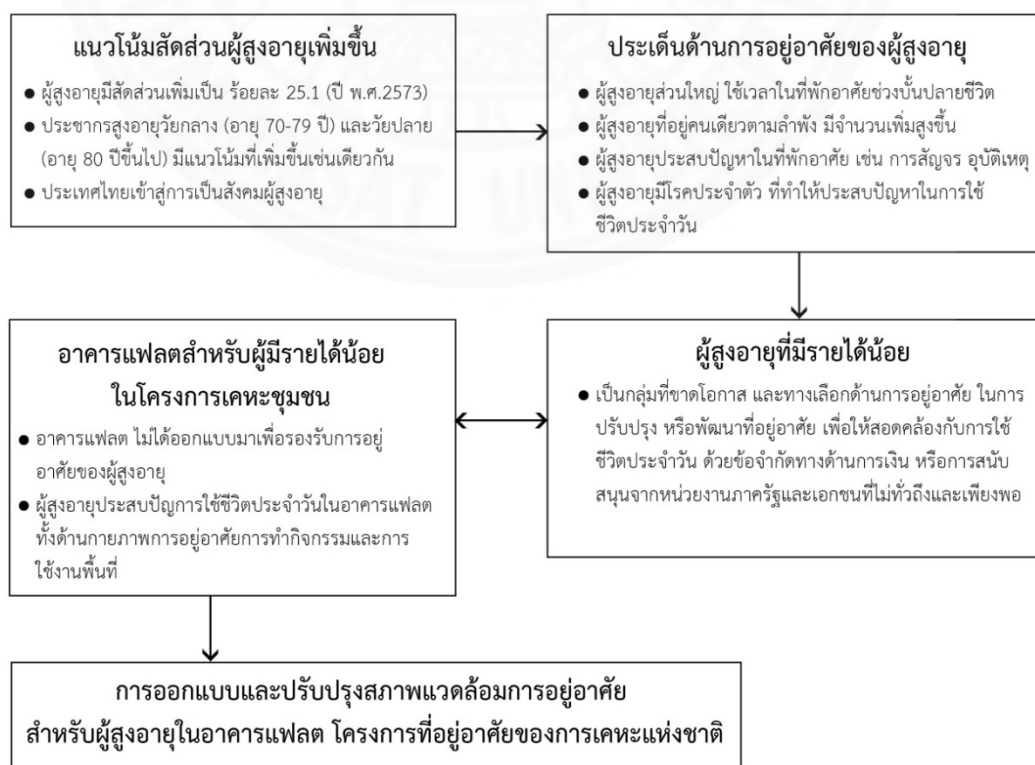 แนวโน้มสัดส่วนผู้สูงอายุเพิ่มขึ้น
● ผู้สูงอายุมีสัดส่วนเพิ่มเป็น ร้อยละ 25.1 (ปี พ.ศ.2573)
● ประชากรสูงอายุวัยกลาง (อายุ 70-79 ปี) และวัยปลาย
(อายุ 80 ปีขึ้นไป) มีแนวโน้มที่เพิ่มขึ้นเช่นเดียวกัน
● ประเทศไทยเข้าสู่การเป็นสังคมผู้สูงอายุ
ประเด็นด้านการอยู่อาศัยของผู้สูงอายุ
● ผู้สูงอายุส่วนใหญ่ ใช้เวลาในที่พักอาศัยช่วงบั้นปลายชีวิต
● ผู้สูงอายุที่อยู่คนเดียวตามลำพัง มีจำนวนเพิ่มสูงขึ้น
● ผู้สูงอายุประสบปัญหาในที่พักอาศัย เช่น การสัญจร อุบัติเหตุ
● ผู้สูงอายุมีโรคประจำตัว ที่ทำให้ประสบปัญหาในการใช้
ชีวิตประจำวัน
ผู้สูงอายุที่มีรายได้น้อย
● เป็นกลุ่มที่ขาดโอกาส และทางเลือกด้านการอยู่อาศัย ในการ
ปรับปรุง หรือพัฒนาที่อยู่อาศัย เพื่อให้สอดคล้องกับการใช้
ชีวิตประจำวัน ด้วยข้อจำกัดทางด้านการเงิน หรือการสนับ
สนุนจากหน่วยงานภาครัฐและเอกชนที่ไม่ทั่วถึงและเพียงพอ
อาคารแฟลตสำหรับผู้มีรายได้น้อย
ในโครงการเคหะชุมชน
● อาคารแฟลต ไม่ได้ออกแบบมาเพื่อรองรับการอยู่
อาศัยของผู้สูงอายุ
● ผู้สูงอายุประสบปัญการใช้ชีวิตประจำวันในอาคารแฟลต
ทั้งด้านกายภาพการอยู่อาศัยการทำกิจกรรมและการ
ใช้งานพื้นที่
การออกแบบและปรับปรุงสภาพแวดล้อมการอยู่อาศัย
สำหรับผู้สูงอายุในอาคารแฟลต โครงการที่อยู่อาศัยของการเคหะแห่งชาติ